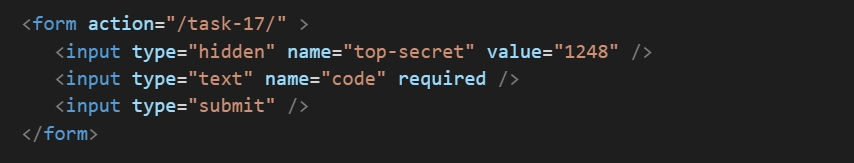 <form action="/task-17/" >
<input type="hidden" name="top-secret" value="1248" />
<input type="text" name="code" required />
<input type="submit" />
</form>